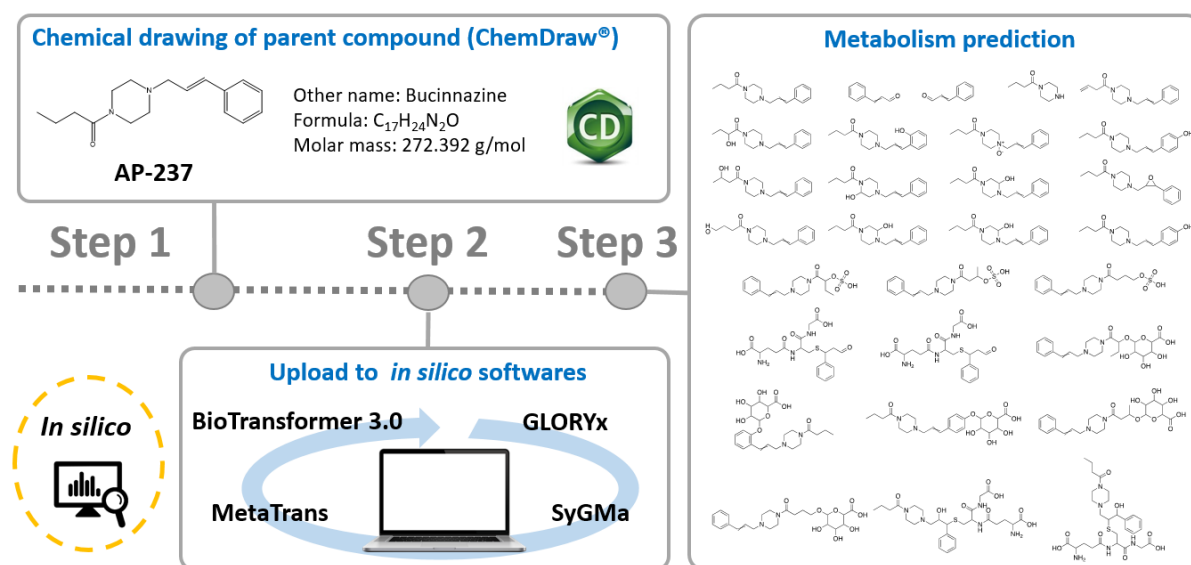 Chemical drawing of parent compound (ChemDraw®)
Other name: Bucinnazine
Formula: C₁₇H₂₄N₂O
Molar mass: 272.392 g/mol
CD
AP-237
Step 1
Step 2
Step 3
Upload to in silico softwares
BioTransformer 3.0
GLORYx
MetaTrans
SyGMa
In silico
Metabolism prediction